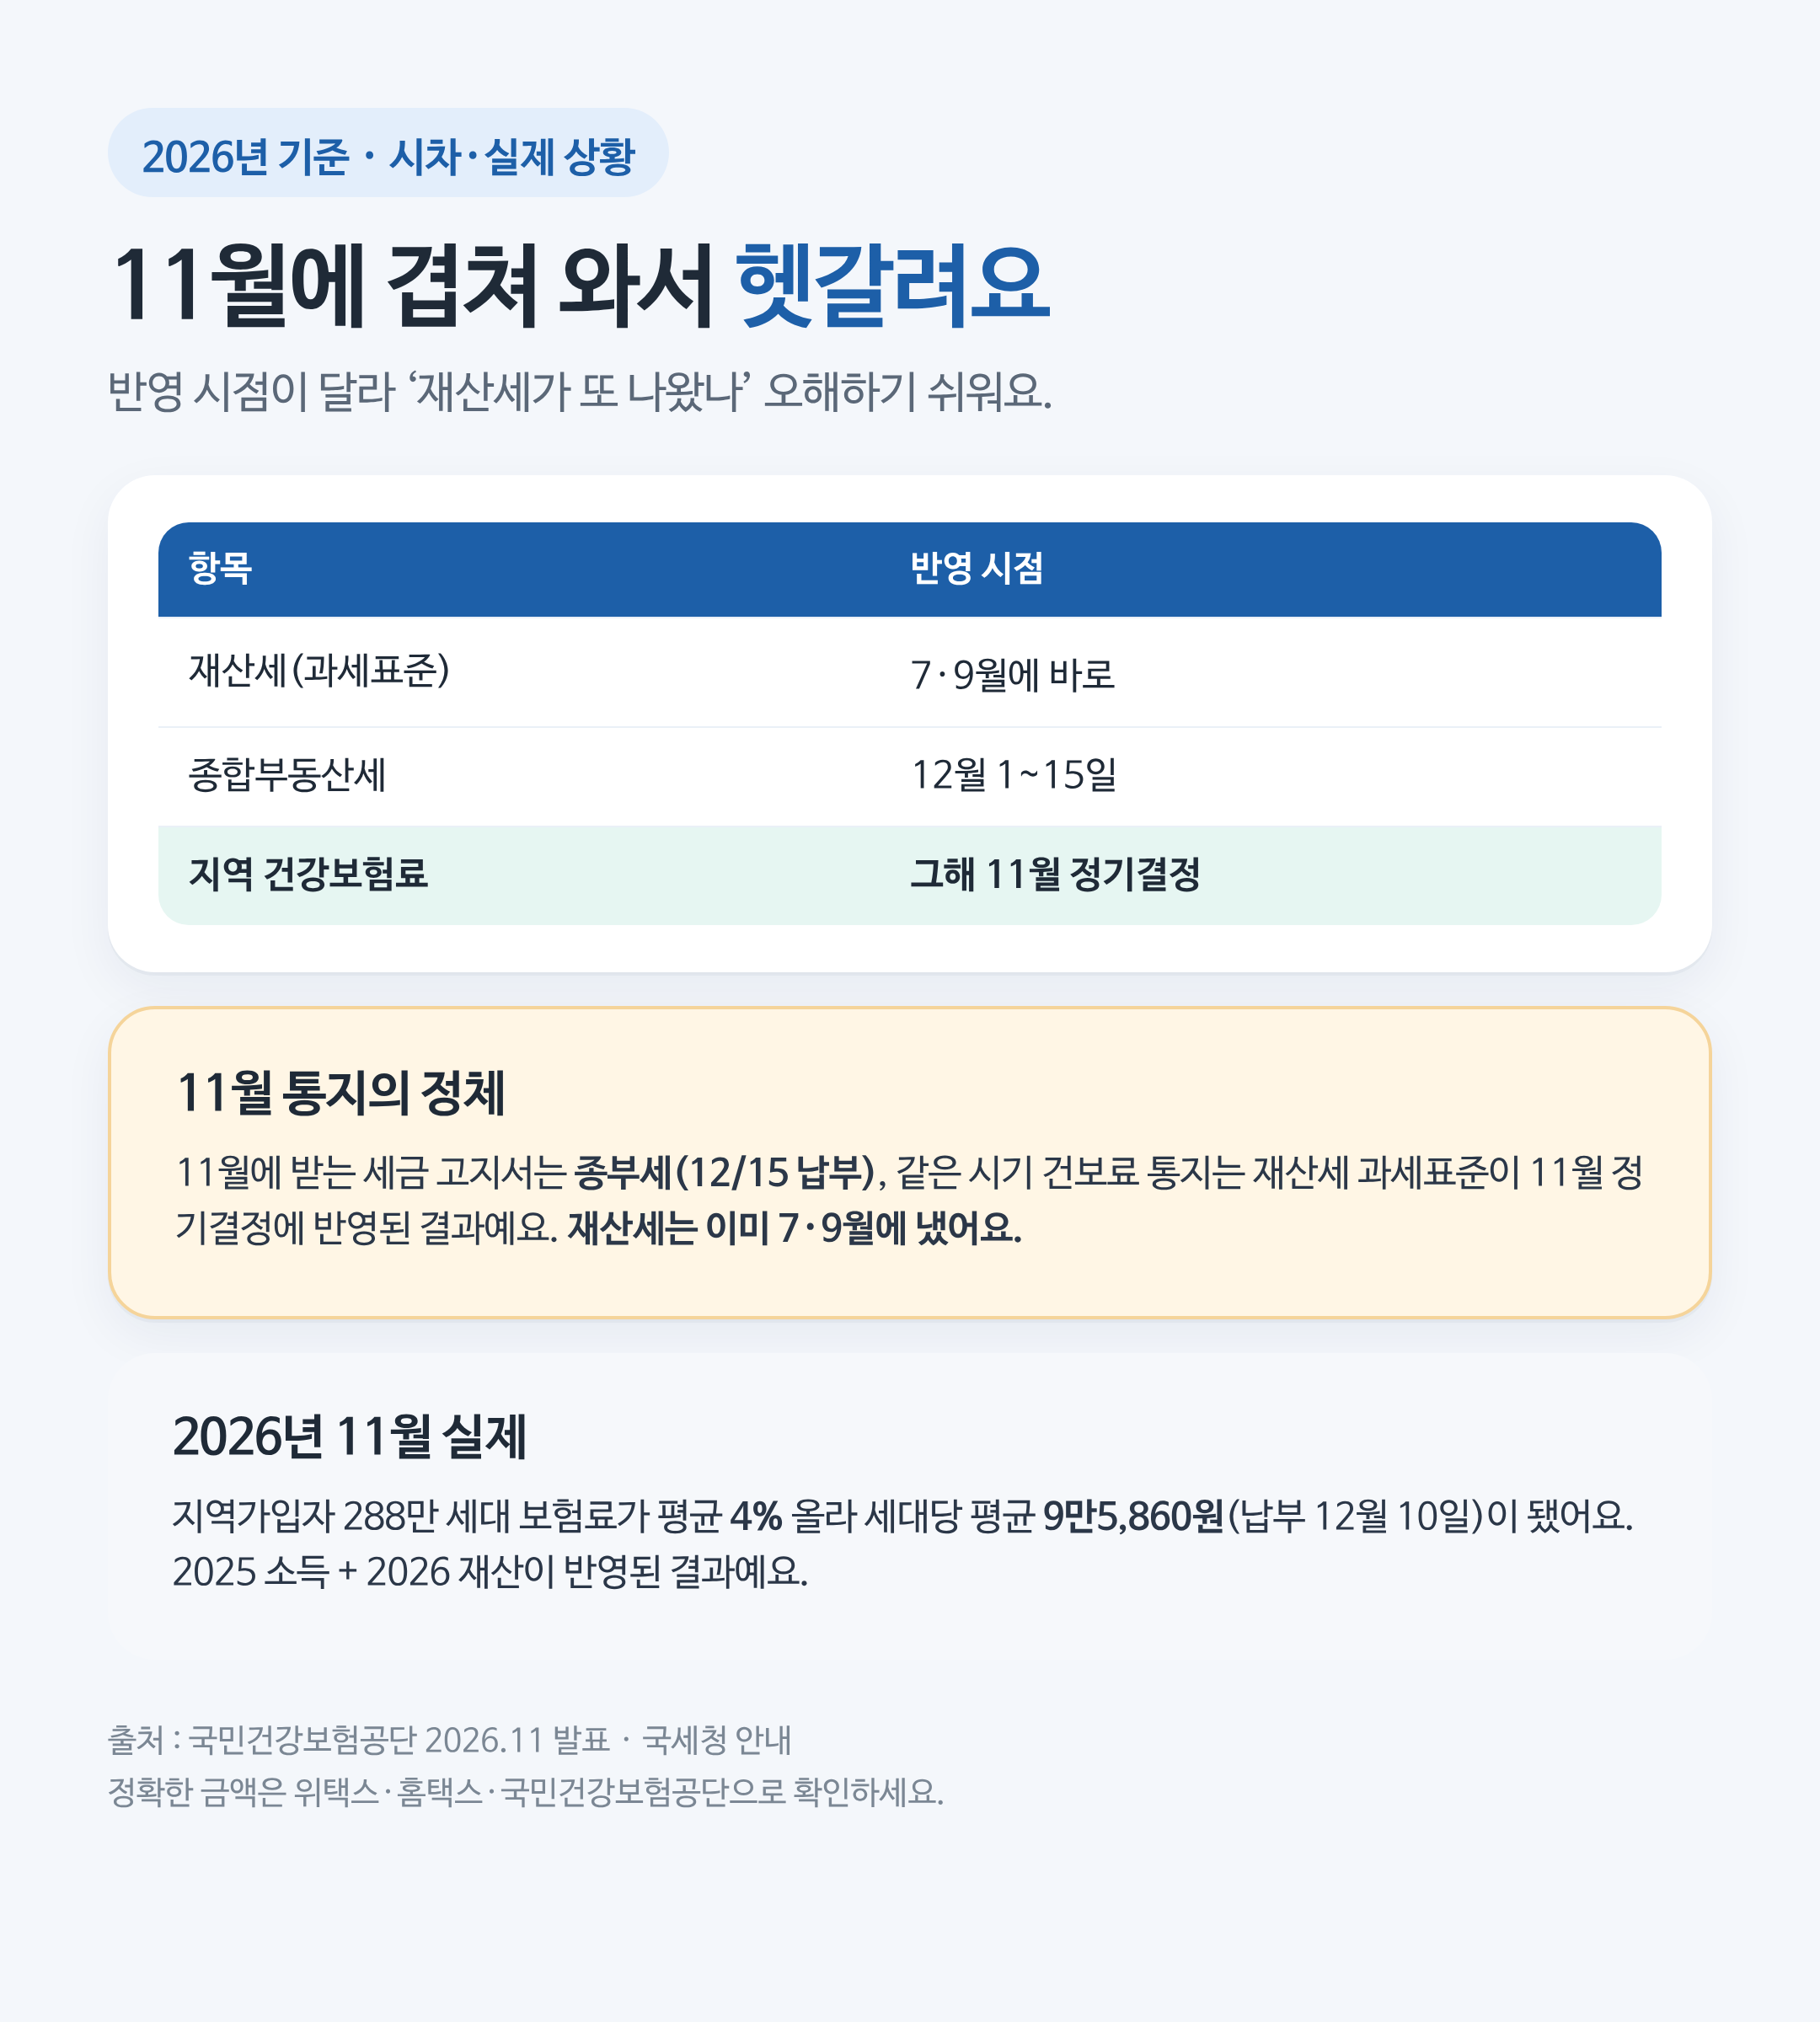 2026년 기준 · 시차·실제 상황
11월에 겹쳐 와서 헷갈려요
반영 시점이 달라 ‘재산세가 또 나왔나’ 오해하기 쉬워요.
항목 반영 시점
재산세(과세표준) 7·9월에 바로
종합부동산세 12월 1~15일
지역 건강보험료 그해 11월 정기결정
11월 통지의 정체
11월에 받는 세금 고지서는 종부세(12/15 납부), 같은 시기 건보료 통지는 재산세 과세표준이 11월 정
기결정에 반영된 결과예요. 재산세는 이미 7·9월에 냈어요.
2026년 11월 실제
지역가입자 288만 세대 보험료가 평균 4% 올라 세대당 평균 9만5,860원(납부 12월 10일)이 됐어요.
2025 소득 + 2026 재산이 반영된 결과예요.
출처 : 국민건강보험공단 2026.11 발표 · 국세청 안내
정확한 금액은 위택스·홈택스·국민건강보험공단으로 확인하세요.